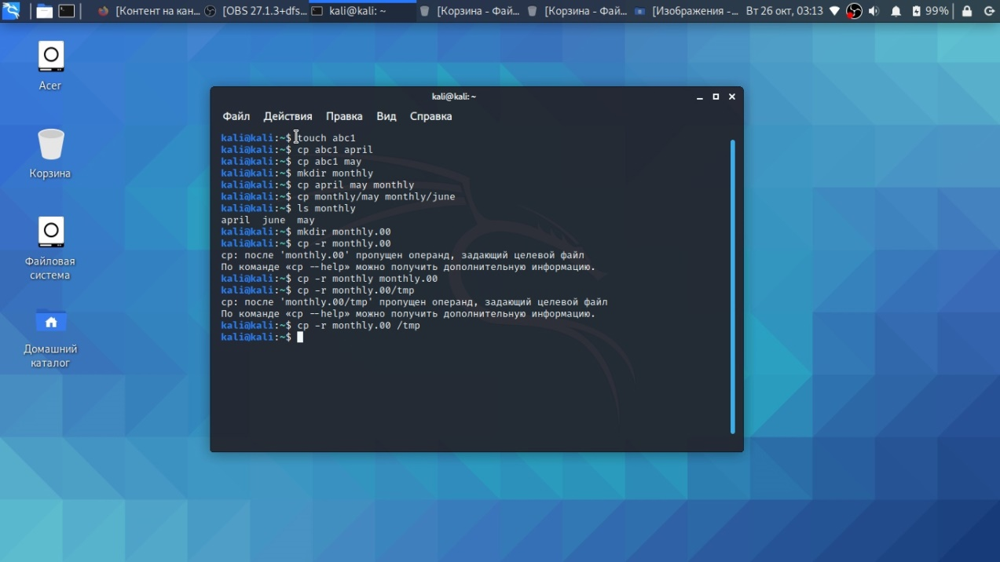 [Контент на кан...
[OBS 27.1.3+dfs...
kali@kali: ~
[Корзина - Фай...
[Корзина - Фай...
[Изображения -...
Вт 26 окт, 03:13
99%
Acer
Корзина
Файловая
система
Домашний
каталог
kali@kali: ~
Файл Действия Правка Вид Справка
kali@kali:~$ touch abc1
kali@kali:~$ cp abc1 april
kali@kali:~$ cp abc1 may
kali@kali:~$ mkdir monthly
kali@kali:~$ cp april may monthly
kali@kali:~$ cp monthly/may monthly/june
kali@kali:~$ ls monthly
april june may
kali@kali:~$ mkdir monthly.00
kali@kali:~$ cp -r monthly.00
cp: после 'monthly.00' пропущен операнд, задающий целевой файл
По команде «cp --help» можно получить дополнительную информацию.
kali@kali:~$ cp -r monthly monthly.00
kali@kali:~$ cp -r monthly.00/tmp
cp: после 'monthly.00/tmp' пропущен операнд, задающий целевой файл
По команде «cp --help» можно получить дополнительную информацию.
kali@kali:~$ cp -r monthly.00 /tmp
kali@kali:~$